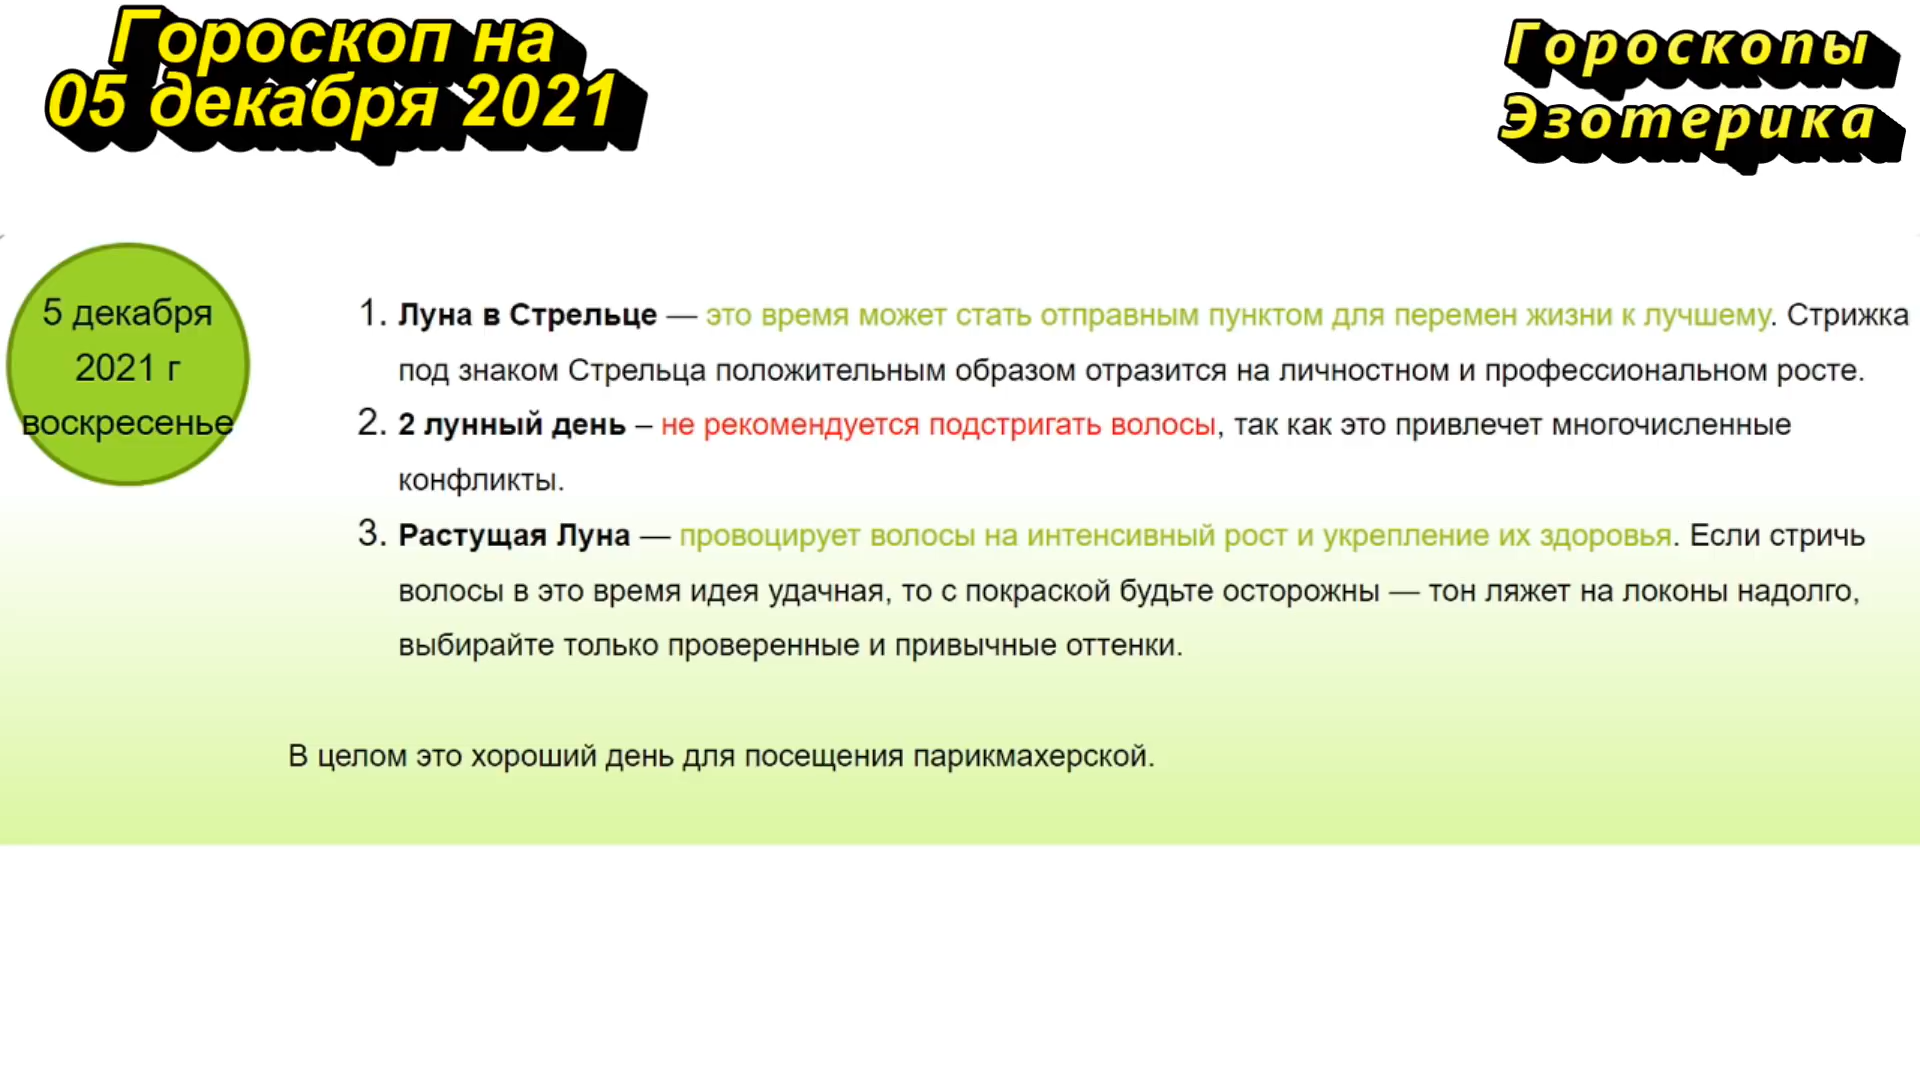 Гороскоп на
05 декабря 2021
Гороскопы
Эзотерика
5 декабря
2021 г
воскресенье
1. Луна в Стрельце — это время может стать отправным пунктом для перемен жизни к лучшему. Стрижка
под знаком Стрельца положительным образом отразится на личностном и профессиональном росте.
2. 2 лунный день – не рекомендуется подстригать волосы, так как это привлечет многочисленные
конфликты.
3. Растущая Луна — провоцирует волосы на интенсивный рост и укрепление их здоровья. Если стричь
волосы в это время идея удачная, то с покраской будьте осторожны — тон ляжет на локоны надолго,
выбирайте только проверенные и привычные оттенки.
В целом это хороший день для посещения парикмахерской.